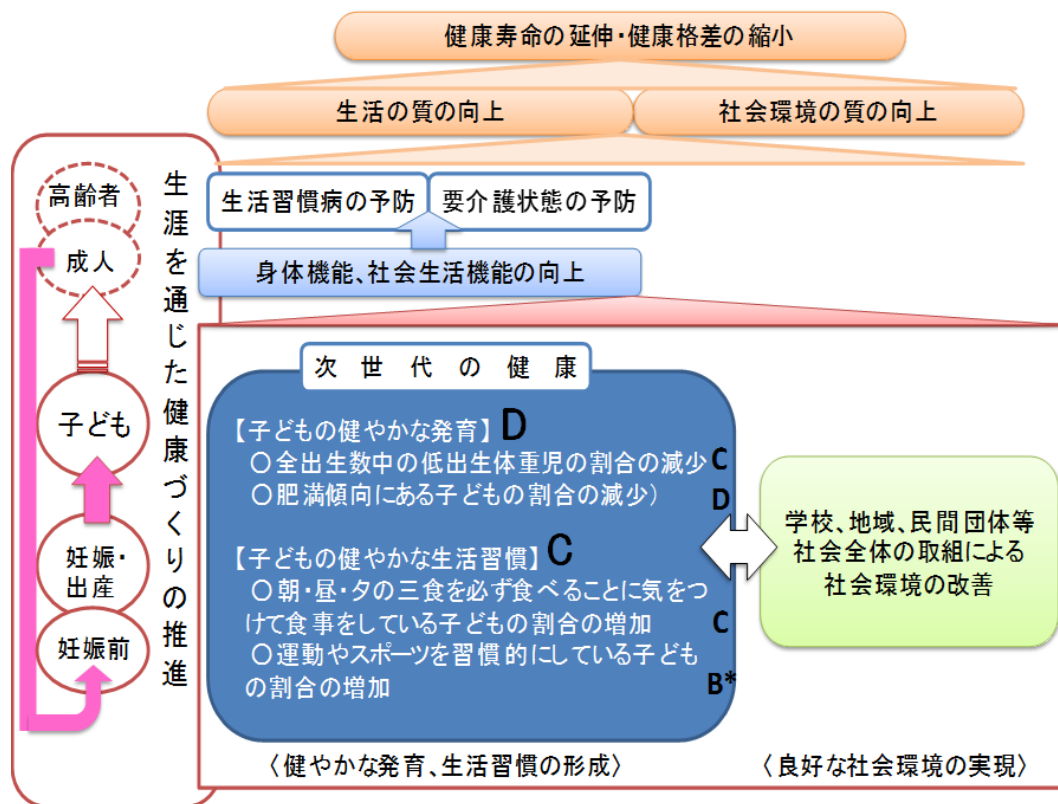 健康寿命の延伸・健康格差の縮小
生活の質の向上
社会環境の質の向上
生活習慣病の予防
要介護状態の予防
身体機能、社会生活機能の向上
生涯を通じた健康づくりの推進
高齢者
成人
子ども
妊娠・
出産
妊娠前
次世代の健康
【子どもの健やかな発育】D
○全出生数中の低出生体重児の割合の減少 C
○肥満傾向にある子どもの割合の減少） D
【子どもの健やかな生活習慣】C
○朝・昼・夕の三食を必ず食べることに気をつ
けて食事をしている子どもの割合の増加 C
○運動やスポーツを習慣的にしている子ども
の割合の増加 B*
学校、地域、民間団体等
社会全体の取組による
社会環境の改善
〈健やかな発育、生活習慣の形成〉
〈良好な社会環境の実現〉